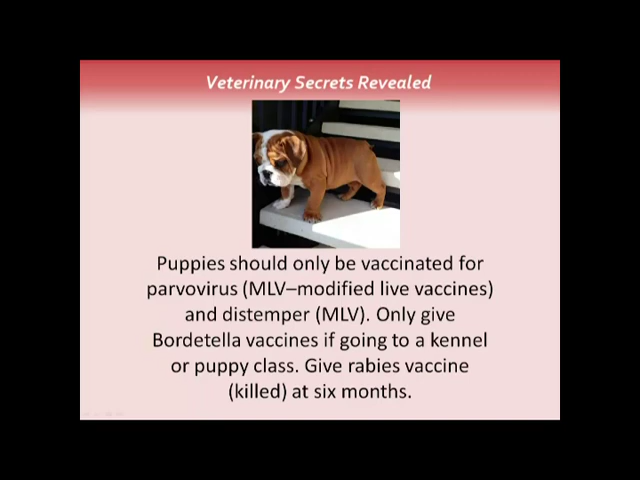 Veterinary Secrets Revealed
Puppies should only be vaccinated for
parvovirus (MLV–modified live vaccines)
and distemper (MLV). Only give
Bordetella vaccines if going to a kennel
or puppy class. Give rabies vaccine
(killed) at six months.